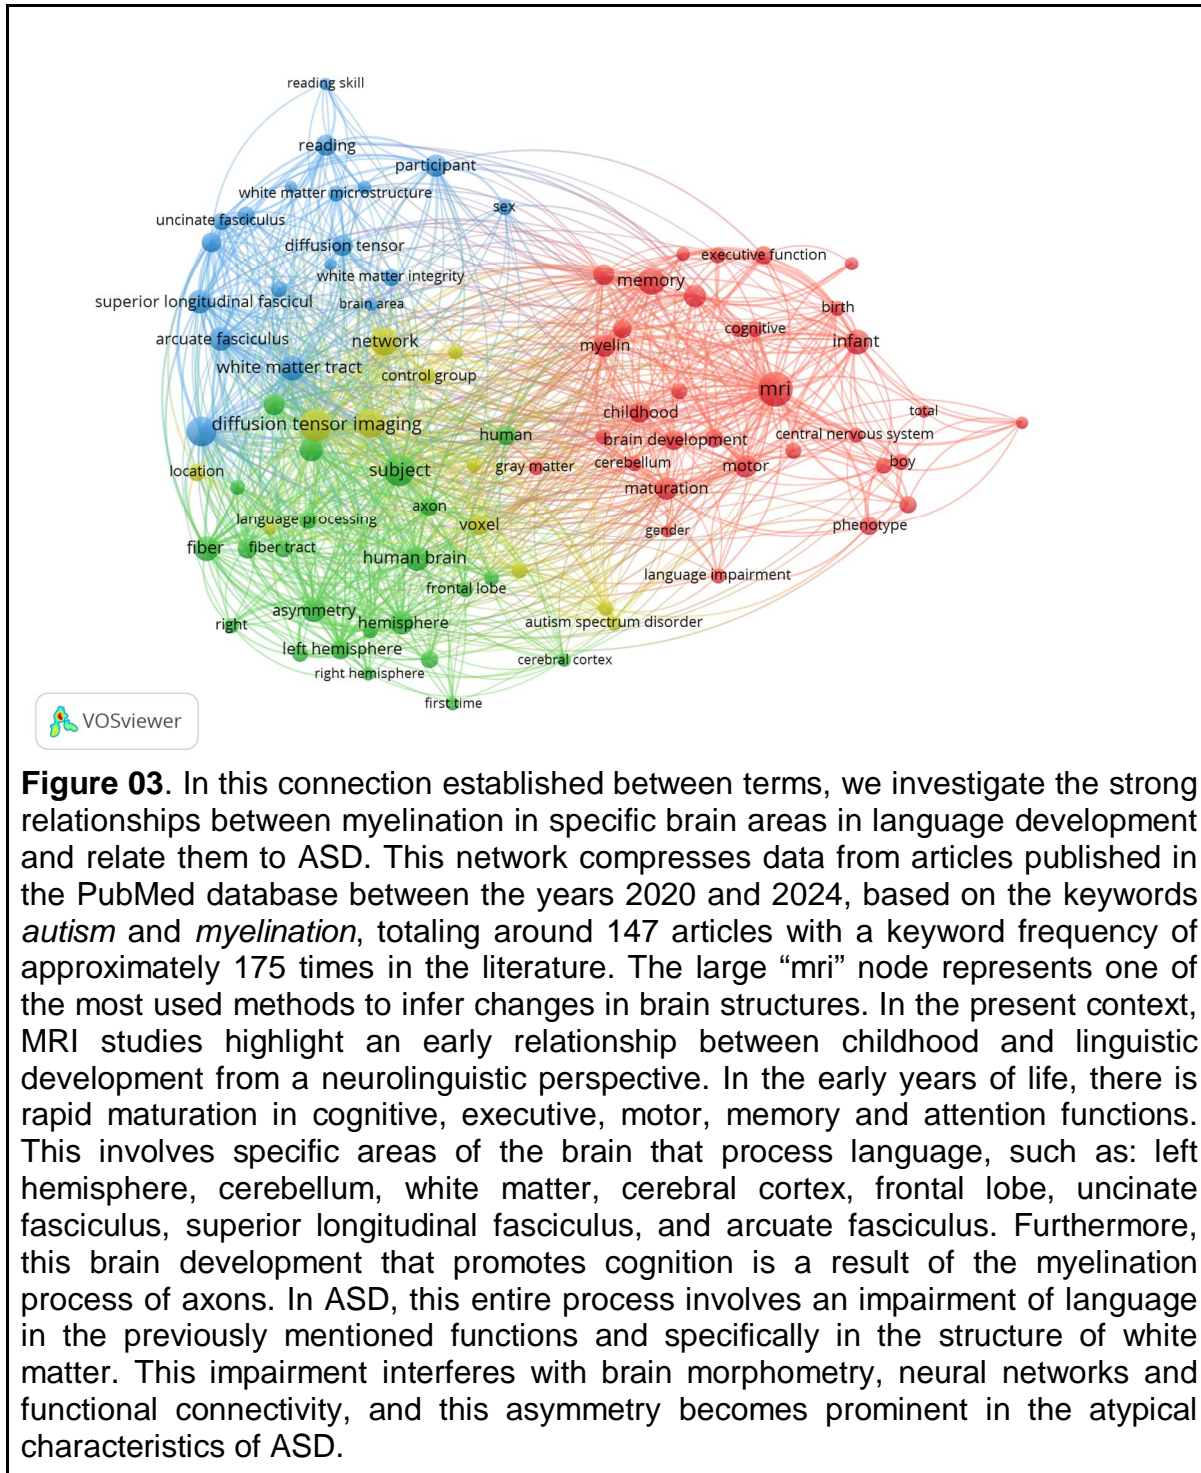 reading skill
reading
participant
white matter microstructure
sex
uncinate fasciculus
diffusion tensor
executive function
white matter integrity
memory
superior longitudinal fascicul
brain area
birth
arcuate fasciculus
network
myelin
cognitive
infant
white matter tract
control group
mri
childhood
total
diffusion tensor imaging
human
brain development
central nervous system
location
subject
gray matter
cerebellum
motor
boy
maturation
axon
language processing
voxel
gender
phenotype
fiber
fiber tract
human brain
frontal lobe
language impairment
asymmetry
right
hemisphere
autism spectrum disorder
left hemisphere
right hemisphere
cerebral cortex
first time
VOSviewer
Figure 03. In this connection established between terms, we investigate the strong
relationships between myelination in specific brain areas in language development
and relate them to ASD. This network compresses data from articles published in
the PubMed database between the years 2020 and 2024, based on the keywords
autism and myelination, totaling around 147 articles with a keyword frequency of
approximately 175 times in the literature. The large “mri” node represents one of
the most used methods to infer changes in brain structures. In the present context,
MRI studies highlight an early relationship between childhood and linguistic
development from a neurolinguistic perspective. In the early years of life, there is
rapid maturation in cognitive, executive, motor, memory and attention functions.
This involves specific areas of the brain that process language, such as: left
hemisphere, cerebellum, white matter, cerebral cortex, frontal lobe, uncinate
fasciculus, superior longitudinal fasciculus, and arcuate fasciculus. Furthermore,
this brain development that promotes cognition is a result of the myelination
process of axons. In ASD, this entire process involves an impairment of language
in the previously mentioned functions and specifically in the structure of white
matter. This impairment interferes with brain morphometry, neural networks and
functional connectivity, and this asymmetry becomes prominent in the atypical
characteristics of ASD.